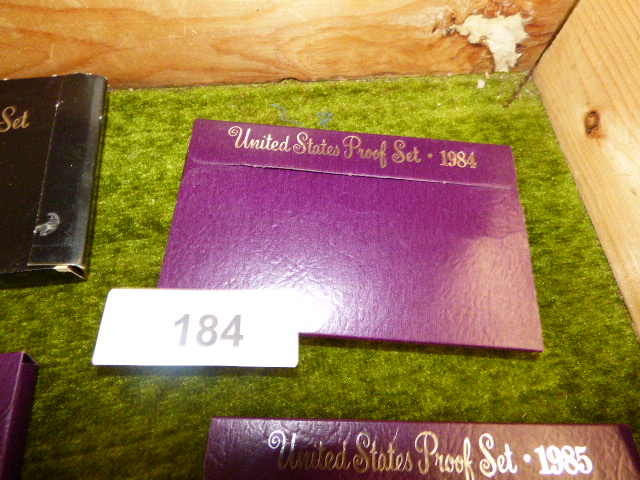 Set
United States Proof Set · 1984
184
United States Proof Set · 1985